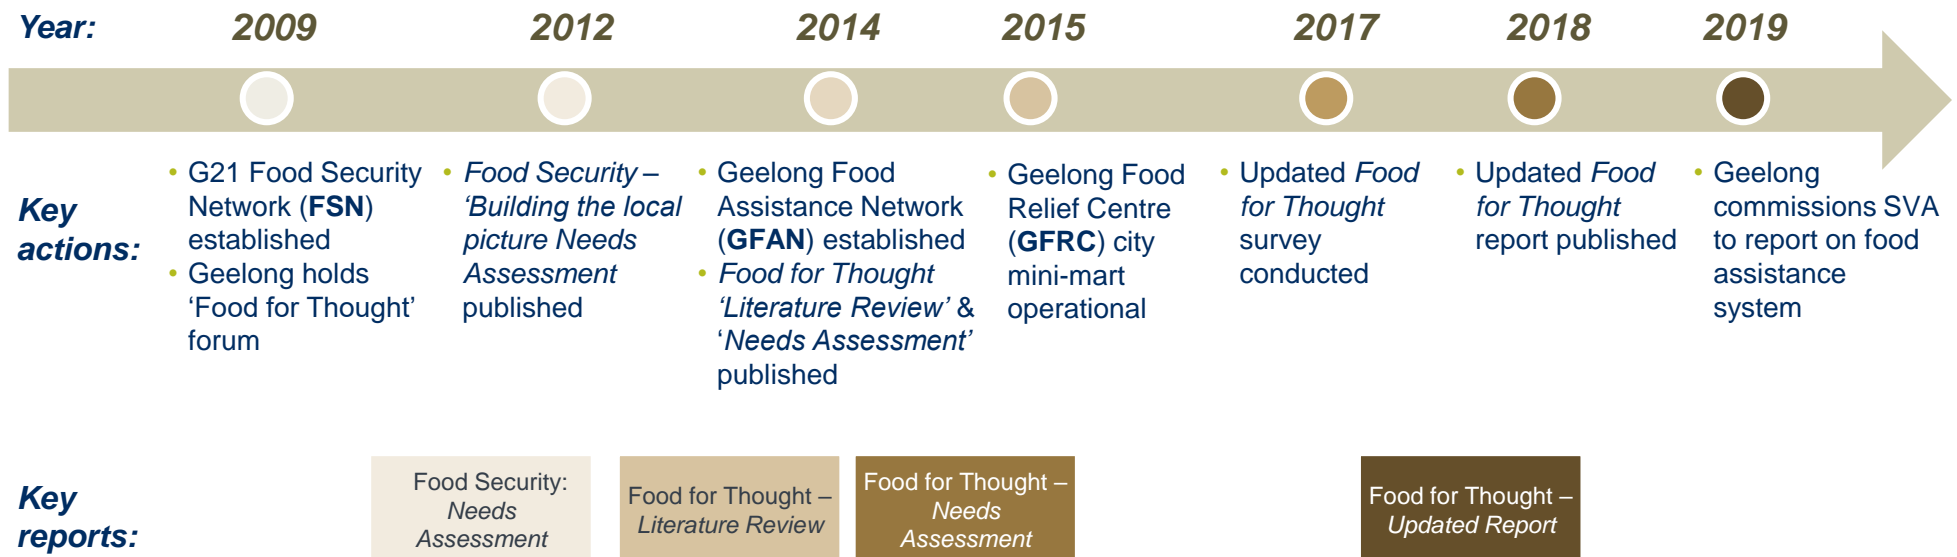 Year:
2009
2012
2014
2015
2017
2018
2019
Key
actions:
• G21 Food Security
Network (FSN)
established
• Geelong holds
‘Food for Thought’
forum
• Food Security –
‘Building the local
picture Needs
Assessment
published
• Geelong Food
Assistance Network
(GFAN) established
• Food for Thought
‘Literature Review’ &
‘Needs Assessment’
published
• Geelong Food
Relief Centre
(GFRC) city
mini-mart
operational
• Updated Food
for Thought
survey
conducted
• Updated Food
for Thought
report published
• Geelong
commissions SVA
to report on food
assistance
system
Key
reports:
Food Security:
Needs
Assessment
Food for Thought –
Literature Review
Food for Thought –
Needs
Assessment
Food for Thought –
Updated Report